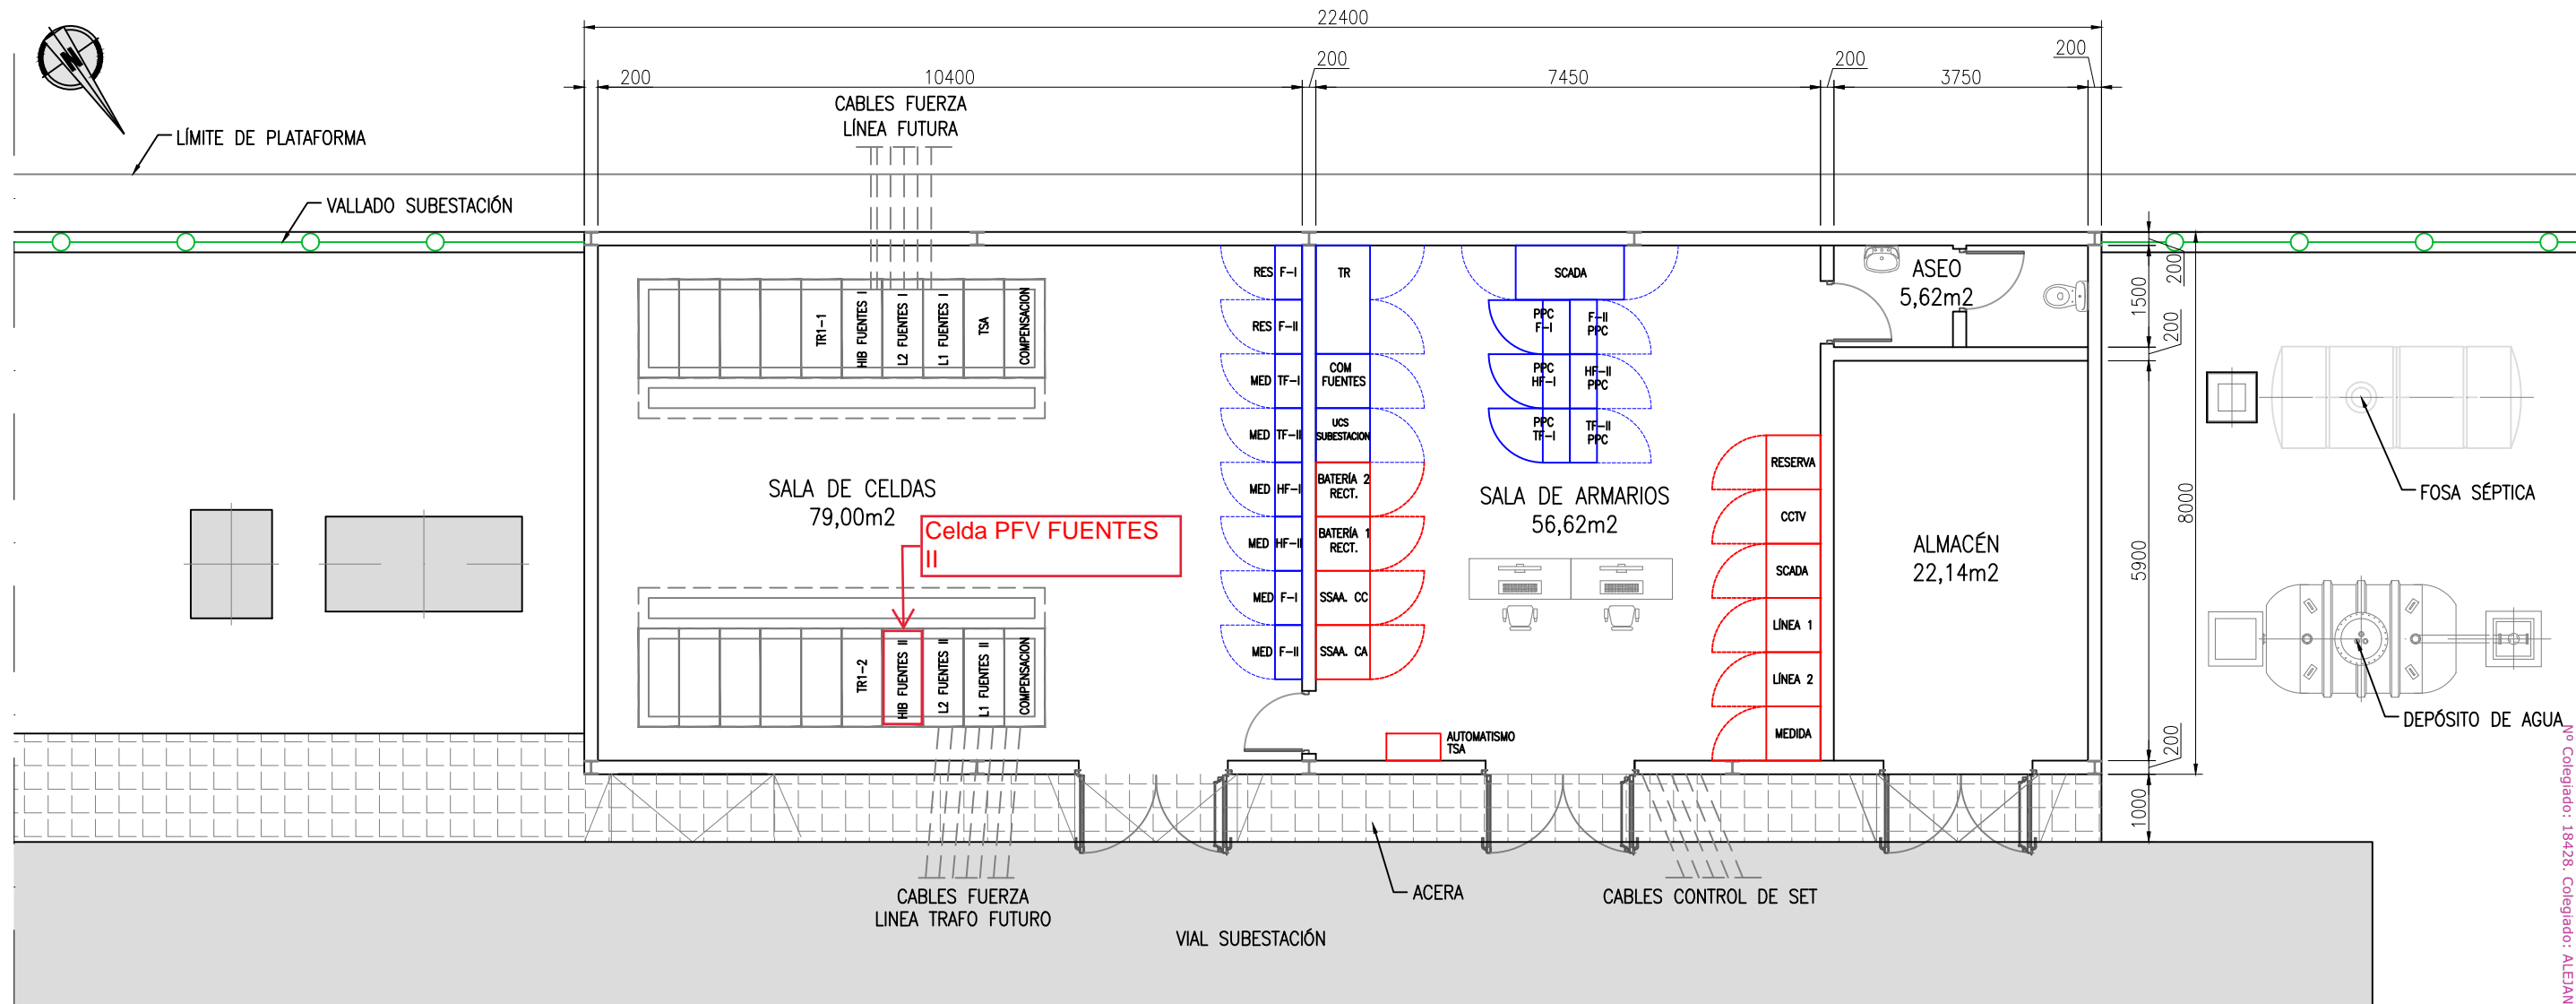 22400
200
10400
200
7450
200
3750
200
N
CABLES FUERZA
LÍNEA FUTURA
LÍMITE DE PLATAFORMA
VALLADO SUBESTACIÓN
TR1-1
HIB FUENTES I
L2 FUENTES I
L1 FUENTES I
TSA
COMPENSACION
RES F-I
RES F-II
MED TF-I
MED TF-II
MED HF-I
MED HF-II
MED F-I
MED F-II
TR
COM
FUENTES
UCS
SUBESTACION
BATERÍA 2
RECT.
BATERÍA 1
RECT.
SSAA. CC
SSAA. CA
SCADA
PPC
F-I
F-II
PPC
PPC
HF-I
HF-II
PPC
PPC
TF-I
TF-II
PPC
ASEO
5,62m2
SALA DE CELDAS
79,00m2
Celda PFV FUENTES
II
SALA DE ARMARIOS
56,62m2
RESERVA
CCTV
SCADA
LÍNEA 1
LÍNEA 2
MEDIDA
ALMACÉN
22,14m2
TR1-2
HIB FUENTES II
L2 FUENTES II
L1 FUENTES II
COMPENSACION
AUTOMATISMO
TSA
200
1500
200
5900
8000
200
1000
FOSA SÉPTICA
DEPÓSITO DE AGUA
CABLES FUERZA
LINEA TRAFO FUTURO
ACERA
CABLES CONTROL DE SET
VIAL SUBESTACIÓN
Nº Colegiado: 18428. Colegiado: ALEJAN